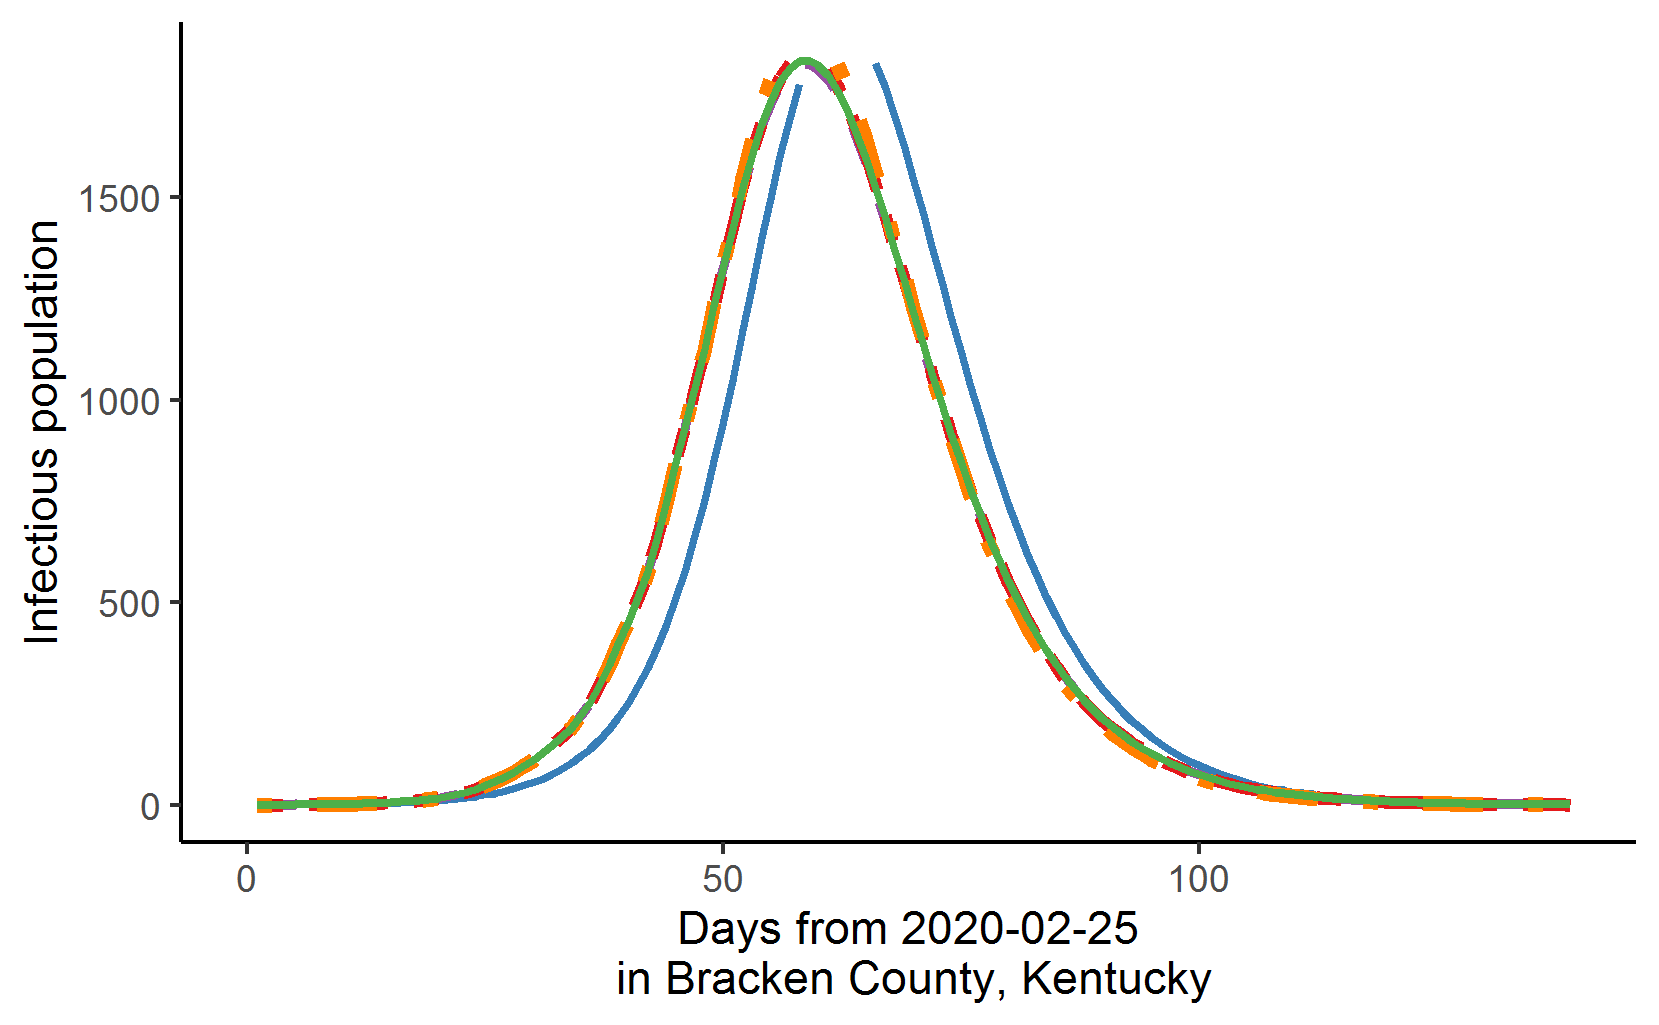 Infectious population
1500
1000
500
0
0 50 100
Days from 2020-02-25
in Bracken County, Kentucky